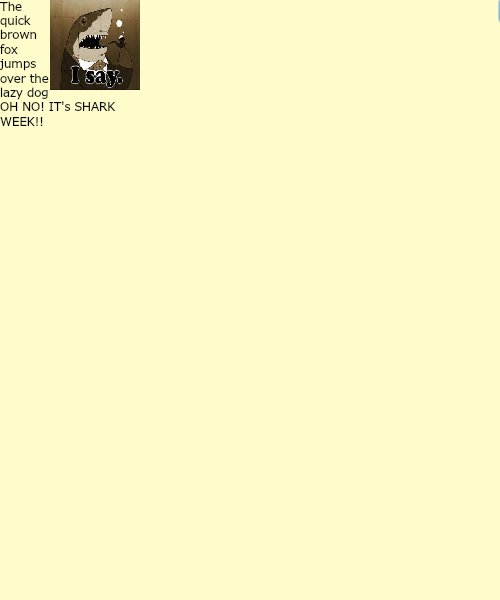 The
quick
brown
fox
jumps
over the
lazy dog
I say.
OH NO! IT's SHARK
WEEK!!